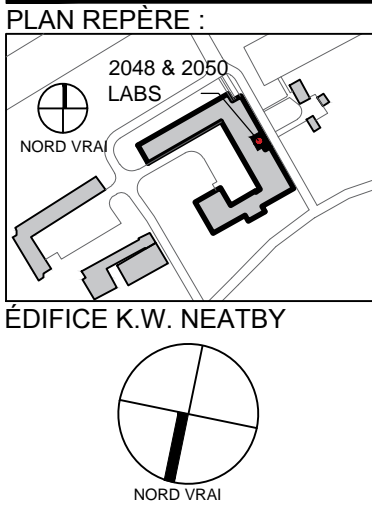 PLAN REPÈRE :
2048 & 2050
LABS
NORD VRAI
ÉDIFICE K.W. NEATBY
NORD VRAI